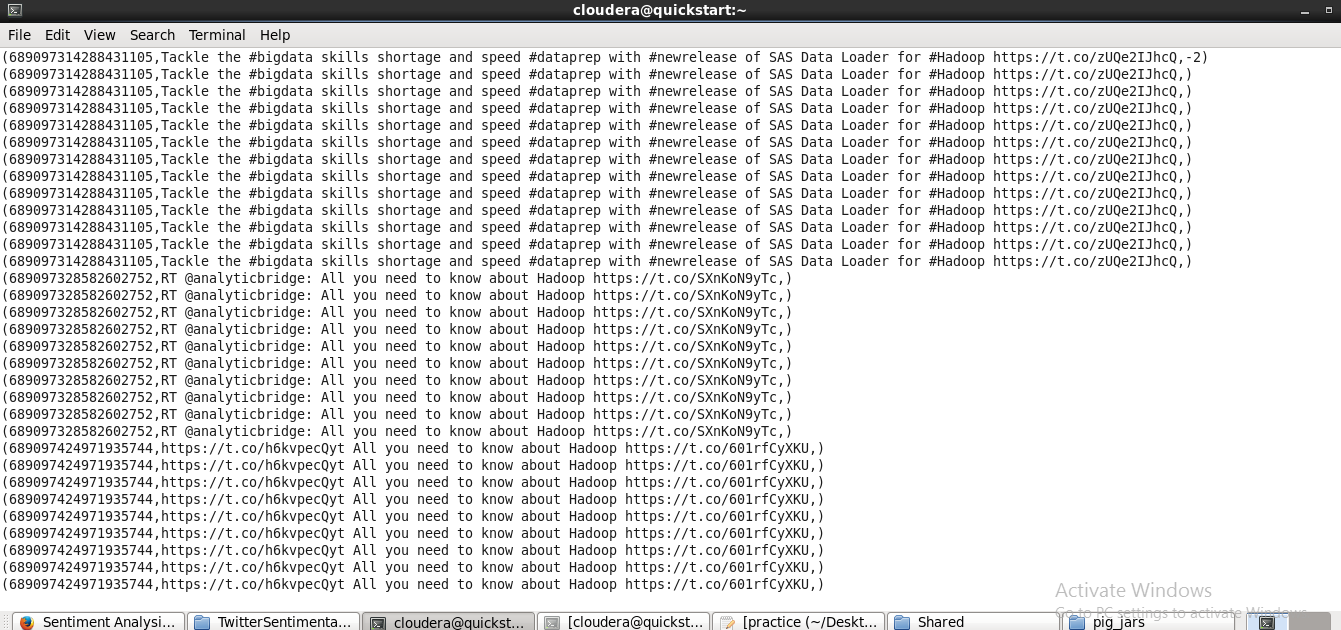 cloudera@quickstart:~
File Edit View Search Terminal Help
(689097314288431105,Tackle the #bigdata skills shortage and speed #dataprep with #newrelease of SAS Data Loader for #Hadoop https://t.co/zUQe2IJhcQ,-2)
(689097314288431105,Tackle the #bigdata skills shortage and speed #dataprep with #newrelease of SAS Data Loader for #Hadoop https://t.co/zUQe2IJhcQ,)
(689097314288431105,Tackle the #bigdata skills shortage and speed #dataprep with #newrelease of SAS Data Loader for #Hadoop https://t.co/zUQe2IJhcQ,)
(689097314288431105,Tackle the #bigdata skills shortage and speed #dataprep with #newrelease of SAS Data Loader for #Hadoop https://t.co/zUQe2IJhcQ,)
(689097314288431105,Tackle the #bigdata skills shortage and speed #dataprep with #newrelease of SAS Data Loader for #Hadoop https://t.co/zUQe2IJhcQ,)
(689097314288431105,Tackle the #bigdata skills shortage and speed #dataprep with #newrelease of SAS Data Loader for #Hadoop https://t.co/zUQe2IJhcQ,)
(689097314288431105,Tackle the #bigdata skills shortage and speed #dataprep with #newrelease of SAS Data Loader for #Hadoop https://t.co/zUQe2IJhcQ,)
(689097314288431105,Tackle the #bigdata skills shortage and speed #dataprep with #newrelease of SAS Data Loader for #Hadoop https://t.co/zUQe2IJhcQ,)
(689097314288431105,Tackle the #bigdata skills shortage and speed #dataprep with #newrelease of SAS Data Loader for #Hadoop https://t.co/zUQe2IJhcQ,)
(689097314288431105,Tackle the #bigdata skills shortage and speed #dataprep with #newrelease of SAS Data Loader for #Hadoop https://t.co/zUQe2IJhcQ,)
(689097314288431105,Tackle the #bigdata skills shortage and speed #dataprep with #newrelease of SAS Data Loader for #Hadoop https://t.co/zUQe2IJhcQ,)
(689097314288431105,Tackle the #bigdata skills shortage and speed #dataprep with #newrelease of SAS Data Loader for #Hadoop https://t.co/zUQe2IJhcQ,)
(689097314288431105,Tackle the #bigdata skills shortage and speed #dataprep with #newrelease of SAS Data Loader for #Hadoop https://t.co/zUQe2IJhcQ,)
(689097328582602752,RT @analyticbridge: All you need to know about Hadoop https://t.co/SXnKoN9yTc,)
(689097328582602752,RT @analyticbridge: All you need to know about Hadoop https://t.co/SXnKoN9yTc,)
(689097328582602752,RT @analyticbridge: All you need to know about Hadoop https://t.co/SXnKoN9yTc,)
(689097328582602752,RT @analyticbridge: All you need to know about Hadoop https://t.co/SXnKoN9yTc,)
(689097328582602752,RT @analyticbridge: All you need to know about Hadoop https://t.co/SXnKoN9yTc,)
(689097328582602752,RT @analyticbridge: All you need to know about Hadoop https://t.co/SXnKoN9yTc,)
(689097328582602752,RT @analyticbridge: All you need to know about Hadoop https://t.co/SXnKoN9yTc,)
(689097328582602752,RT @analyticbridge: All you need to know about Hadoop https://t.co/SXnKoN9yTc,)
(689097328582602752,RT @analyticbridge: All you need to know about Hadoop https://t.co/SXnKoN9yTc,)
(689097328582602752,RT @analyticbridge: All you need to know about Hadoop https://t.co/SXnKoN9yTc,)
(689097424971935744,https://t.co/h6kvpecQyt All you need to know about Hadoop https://t.co/601rfCyXKU,)
(689097424971935744,https://t.co/h6kvpecQyt All you need to know about Hadoop https://t.co/601rfCyXKU,)
(689097424971935744,https://t.co/h6kvpecQyt All you need to know about Hadoop https://t.co/601rfCyXKU,)
(689097424971935744,https://t.co/h6kvpecQyt All you need to know about Hadoop https://t.co/601rfCyXKU,)
(689097424971935744,https://t.co/h6kvpecQyt All you need to know about Hadoop https://t.co/601rfCyXKU,)
(689097424971935744,https://t.co/h6kvpecQyt All you need to know about Hadoop https://t.co/601rfCyXKU,)
(689097424971935744,https://t.co/h6kvpecQyt All you need to know about Hadoop https://t.co/601rfCyXKU,)
(689097424971935744,https://t.co/h6kvpecQyt All you need to know about Hadoop https://t.co/601rfCyXKU,)
(689097424971935744,https://t.co/h6kvpecQyt All you need to know about Hadoop https://t.co/601rfCyXKU,)
Activate Windows
Go to PC settings to activate Windows.
Sentiment Analysi... TwitterSentimenta... cloudera@quickst... [cloudera@quickst... [practice (~/Deskt... Shared pig_jars